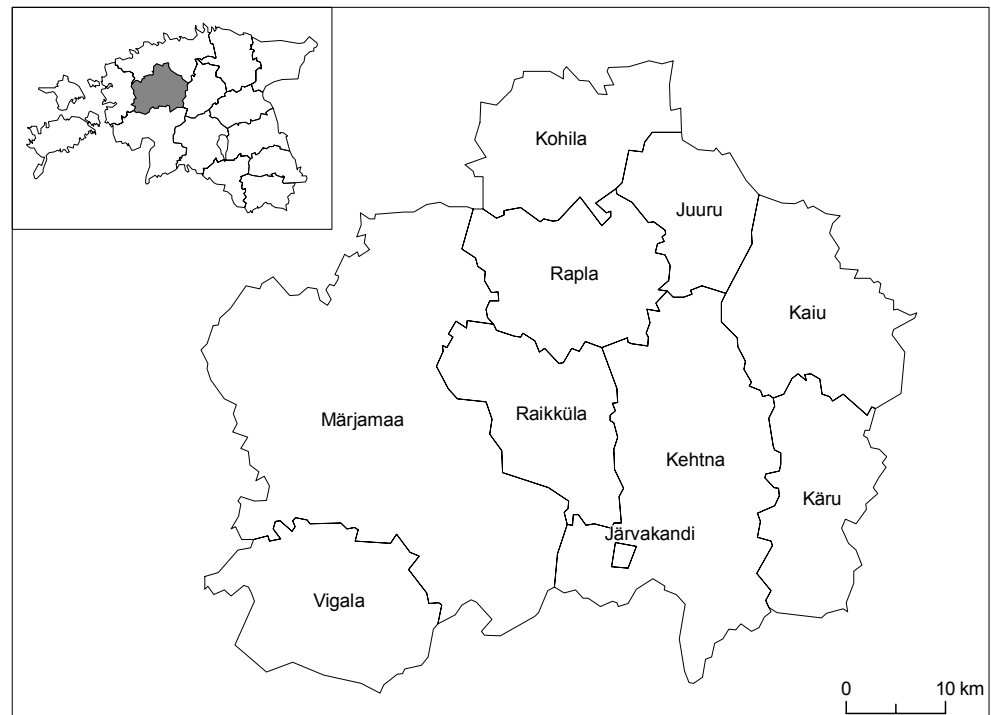 Kohila
Juuru
Rapla
Kaiu
Märjamaa
Raikküla
Kehtna
Käru
Järvakandi
Vigala
0 10 km